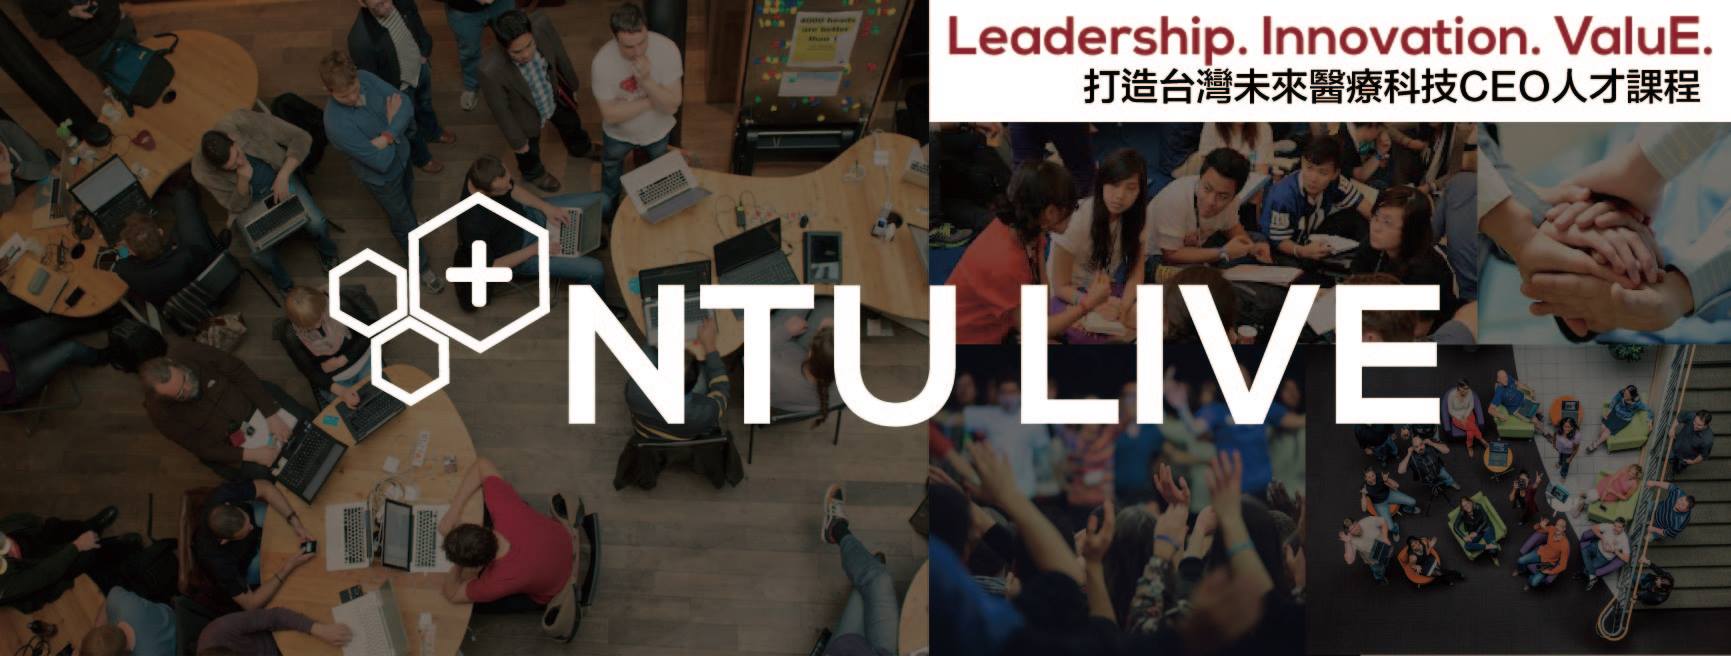 Leadership. Innovation. ValuE.
打造台灣未來醫療科技CEO人才課程
4000 heads
are better
than 1
NTU LIVE